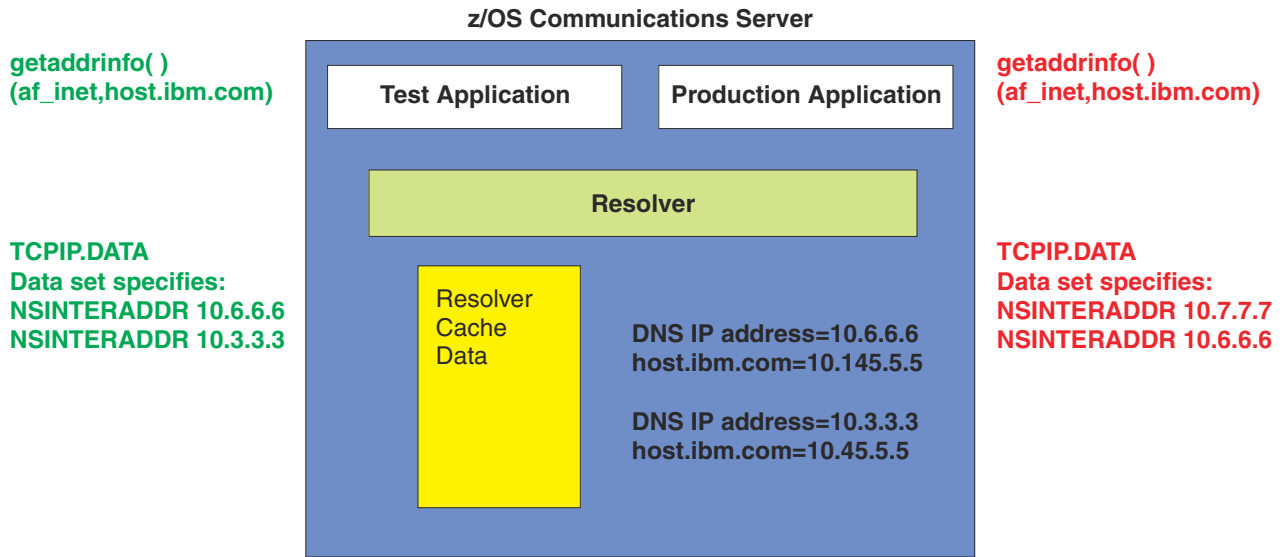 z/OS Communications Server
getaddrinfo( )
(af_inet,host.ibm.com)
Test Application
Production Application
getaddrinfo( )
(af_inet,host.ibm.com)
Resolver
TCPIP.DATA
Data set specifies:
NSINTERADDR 10.6.6.6
NSINTERADDR 10.3.3.3
Resolver
Cache
Data
DNS IP address=10.6.6.6
host.ibm.com=10.145.5.5
DNS IP address=10.3.3.3
host.ibm.com=10.45.5.5
TCPIP.DATA
Data set specifies:
NSINTERADDR 10.7.7.7
NSINTERADDR 10.6.6.6